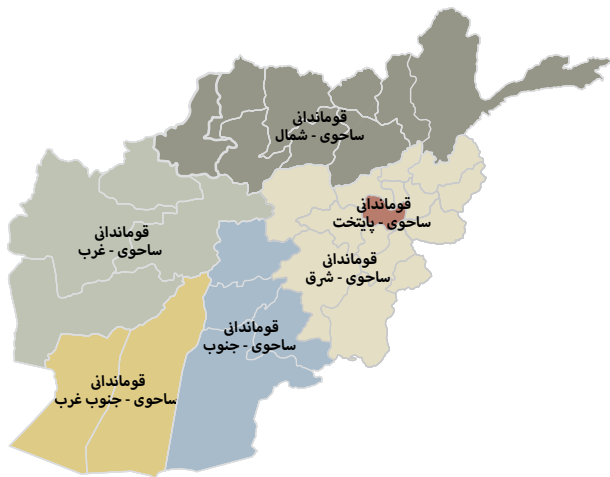 قوماندانی
ساحوی - شمال
قوماندانی
ساحوی - پایتخت
قوماندانی
ساحوی - غرب
قوماندانی
ساحوی - شرق
قوماندانی
ساحوی - جنوب
قوماندانی
ساحوی - جنوب غرب